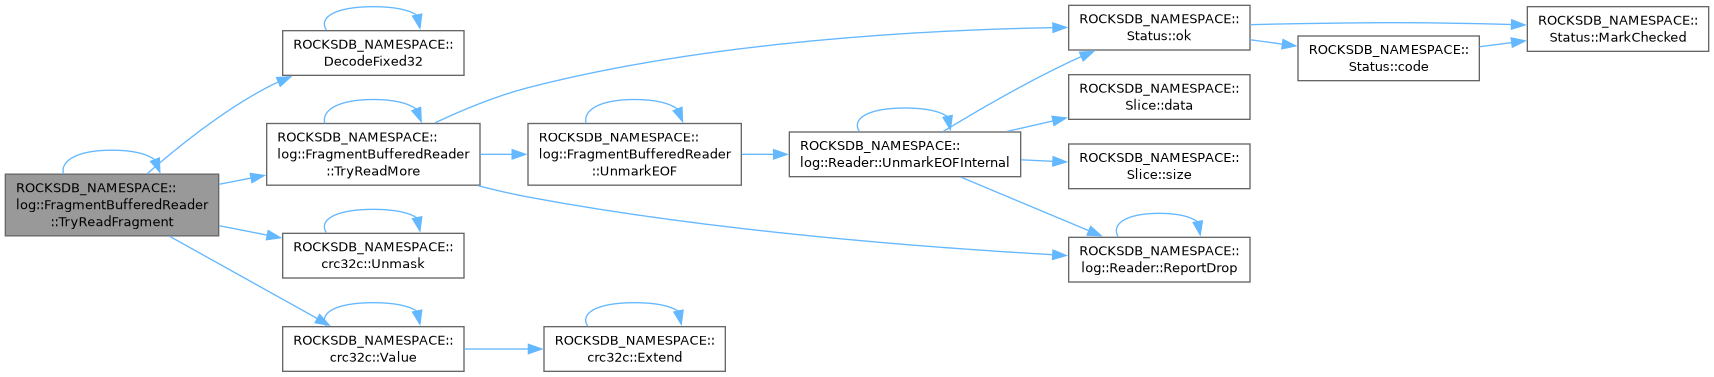 ROCKSDB_NAMESPACE::
log::FragmentBufferedReader
::TryReadFragment
ROCKSDB_NAMESPACE::
DecodeFixed32
ROCKSDB_NAMESPACE::
log::FragmentBufferedReader
::TryReadMore
ROCKSDB_NAMESPACE::
crc32c::Unmask
ROCKSDB_NAMESPACE::
crc32c::Value
ROCKSDB_NAMESPACE::
log::FragmentBufferedReader
::UnmarkEOF
ROCKSDB_NAMESPACE::
crc32c::Extend
ROCKSDB_NAMESPACE::
log::Reader::UnmarkEOFInternal
ROCKSDB_NAMESPACE::
Status::ok
ROCKSDB_NAMESPACE::
Slice::data
ROCKSDB_NAMESPACE::
Slice::size
ROCKSDB_NAMESPACE::
log::Reader::ReportDrop
ROCKSDB_NAMESPACE::
Status::code
ROCKSDB_NAMESPACE::
Status::MarkChecked